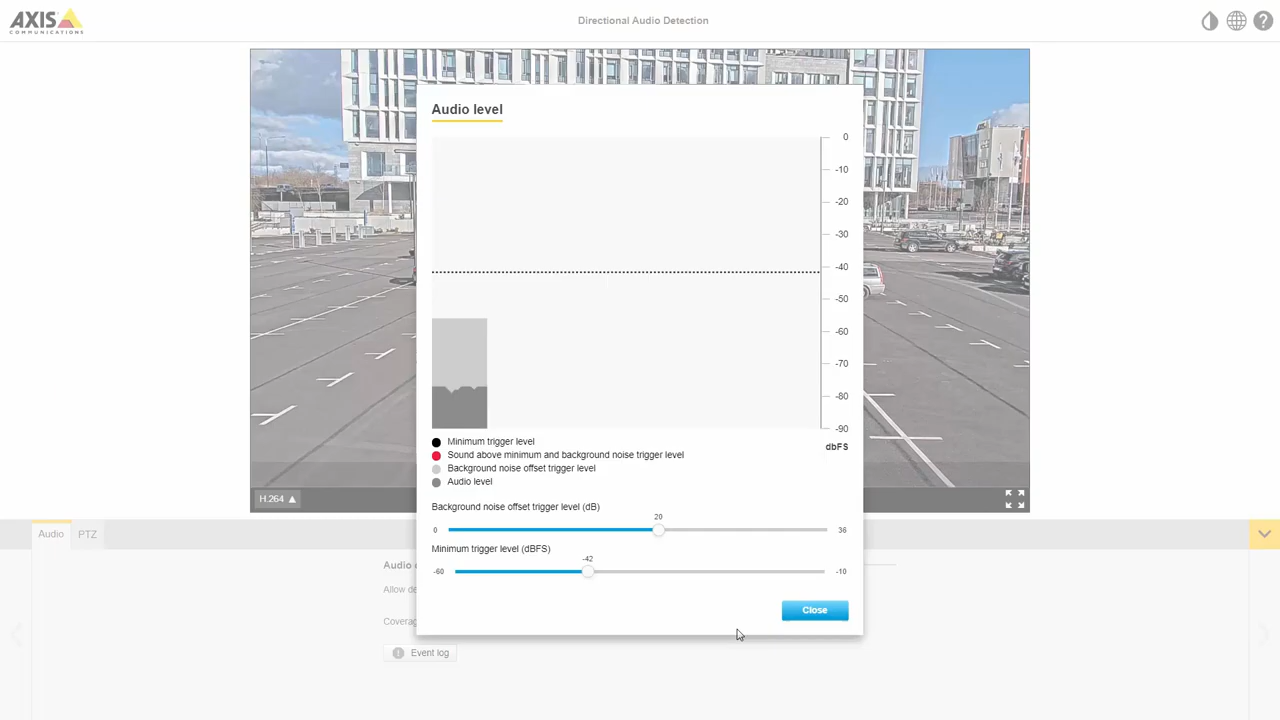 AXIS
COMMUNICATIONS
Directional Audio Detection
Audio level
0
-10
-20
-30
-40
-50
-60
-70
-80
-90
dbFS
Minimum trigger level
Sound above minimum and background noise trigger level
Background noise offset trigger level
Audio level
H.264
Background noise offset trigger level (dB)
20
0
36
Audio
PTZ
Minimum trigger level (dBFS)
-42
-60
-10
Audio
Allow
Close
Event log